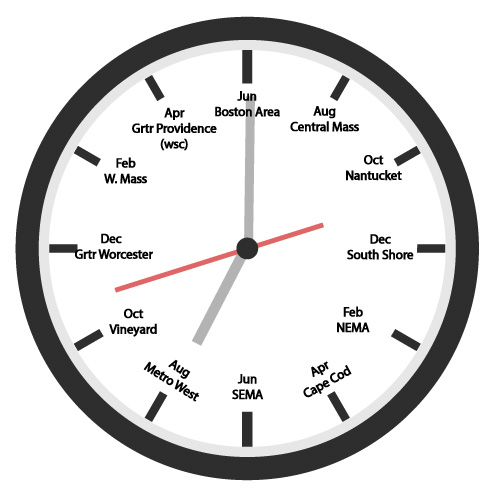 Jun
Boston Area
Aug
Central Mass
Oct
Nantucket
Dec
South Shore
Feb
NEMA
Apr
Cape Cod
Jun
SEMA
Aug
Metro West
Oct
Vineyard
Dec
Grtr Worcester
Feb
W. Mass
Apr
Grtr Providence
(wsc)